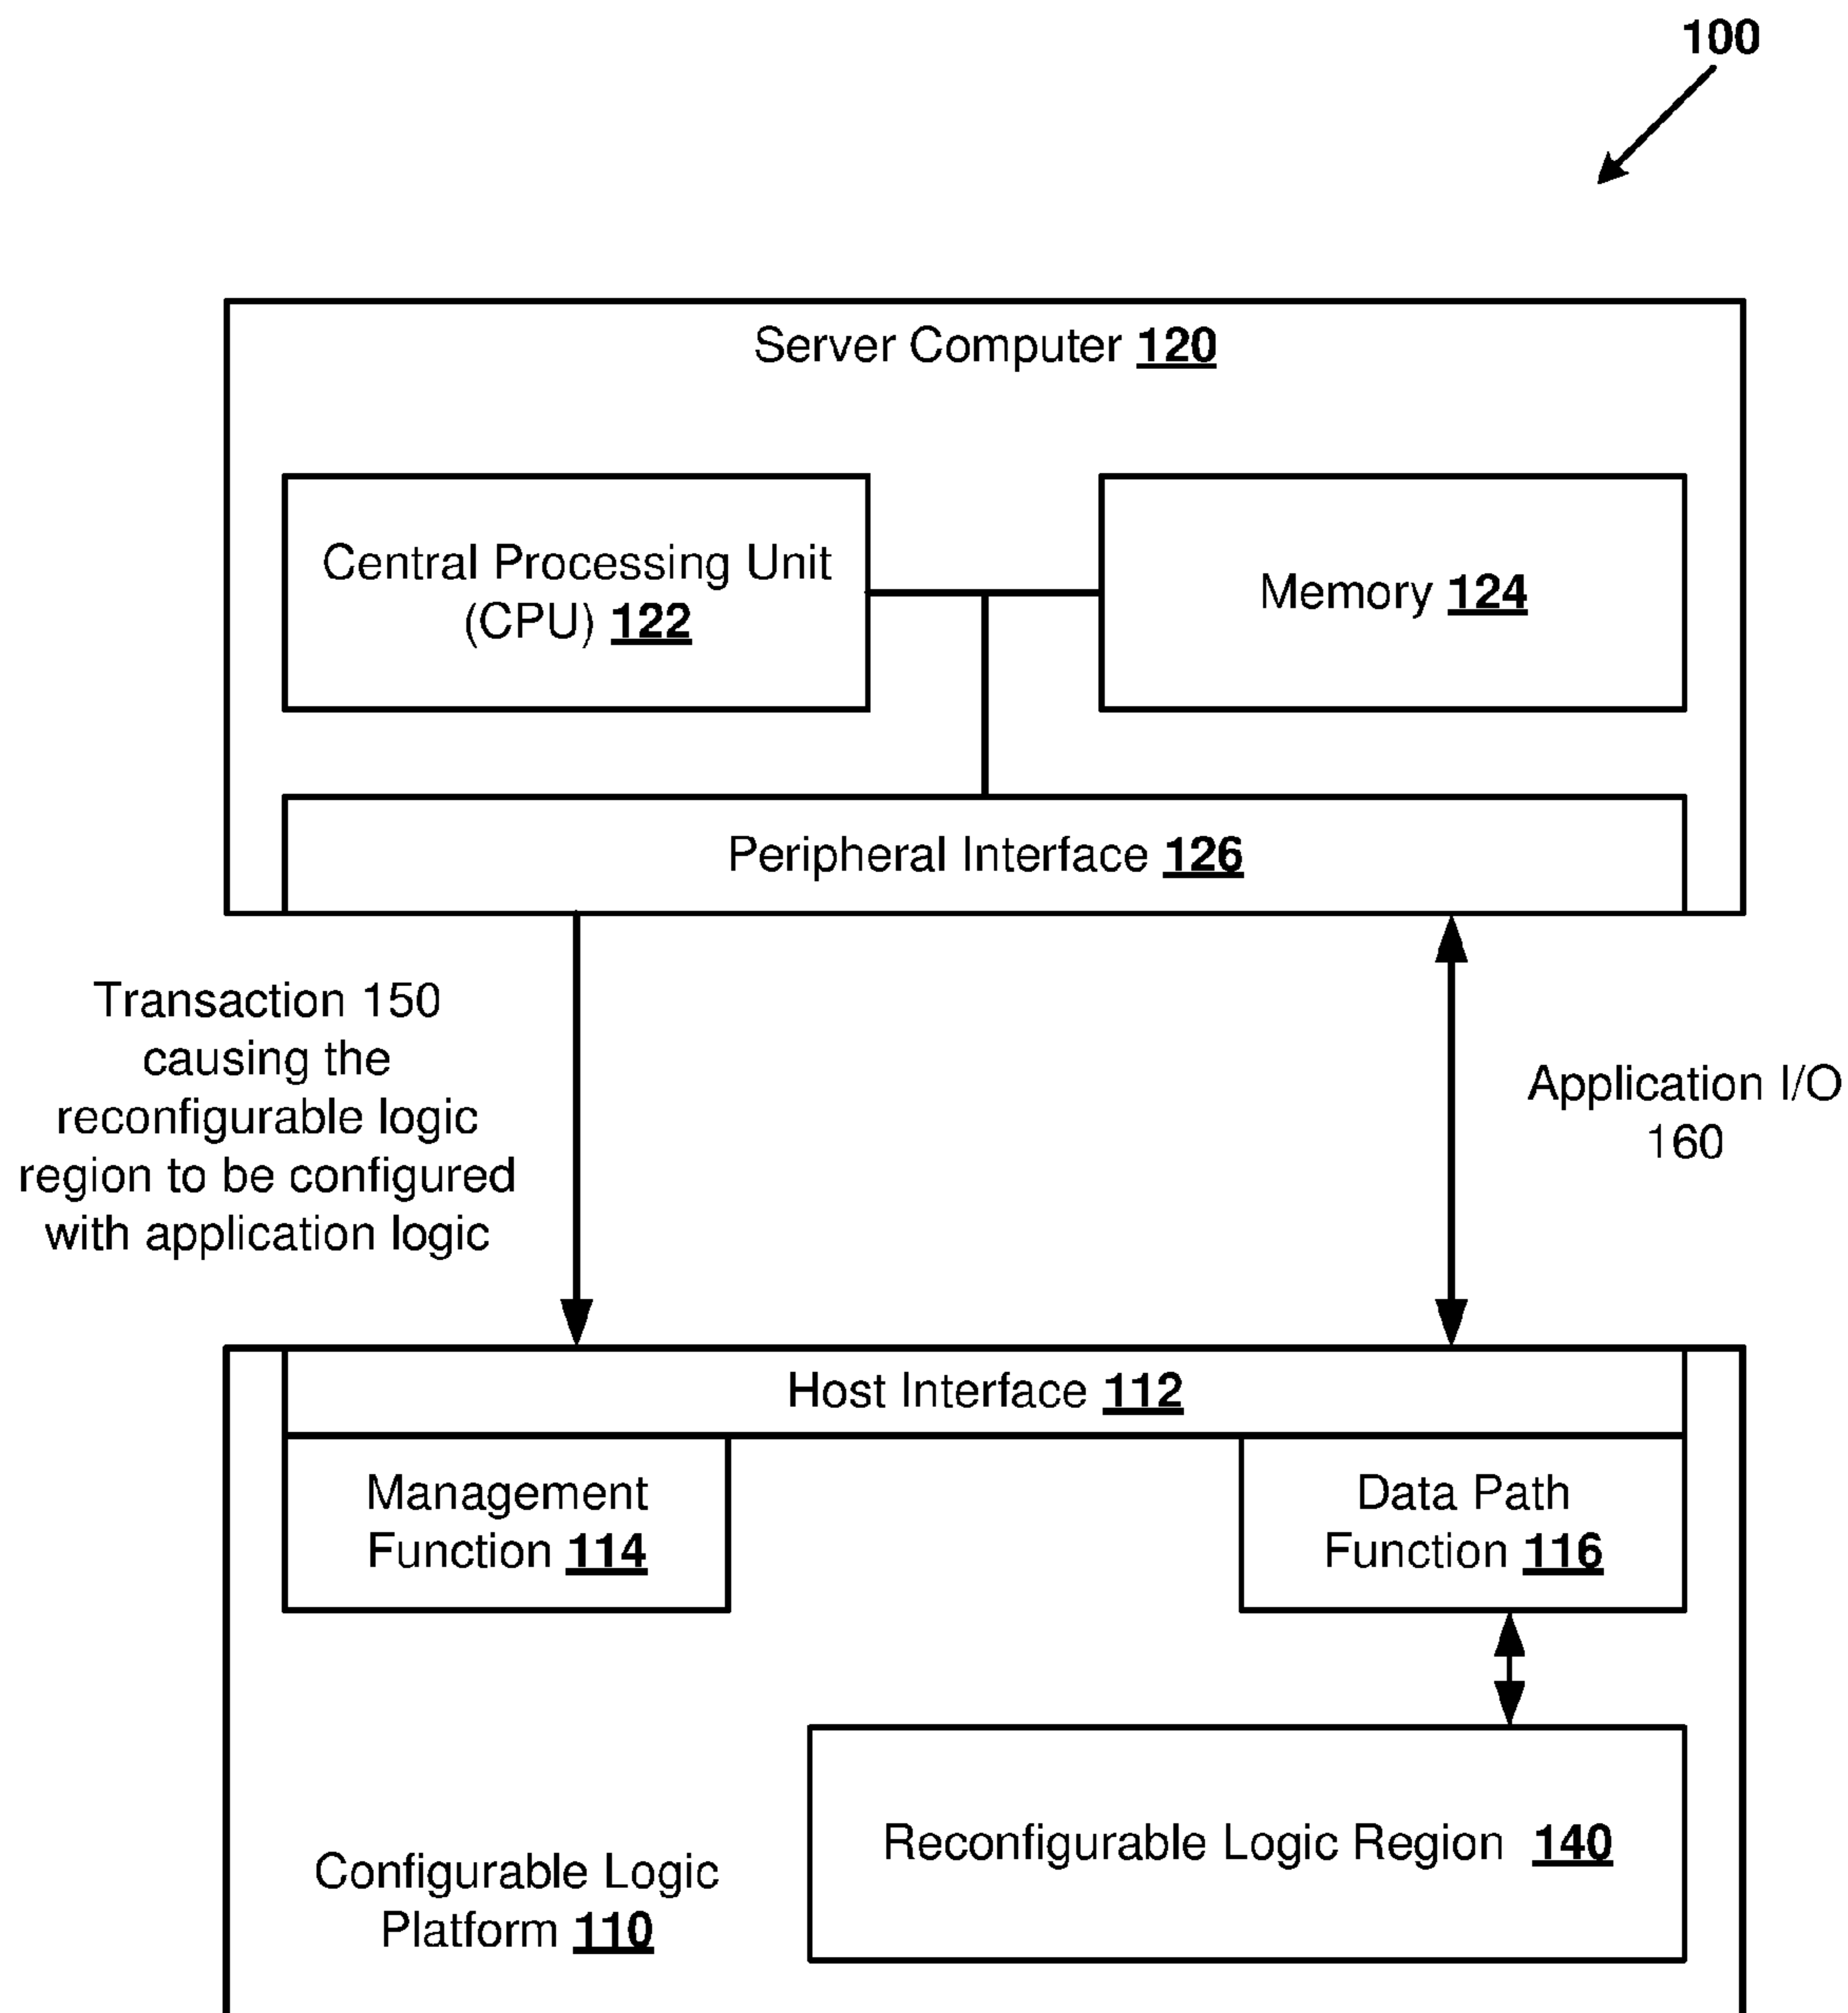 100
Server Computer 120
Central Processing Unit
(CPU) 122
Memory 124
Peripheral Interface 126
Transaction 150
causing the
reconfigurable logic
region to be configured
with application logic
Application I/O
160
Host Interface 112
Management
Function 114
Data Path
Function 116
Reconfigurable Logic Region 140
Configurable Logic
Platform 110